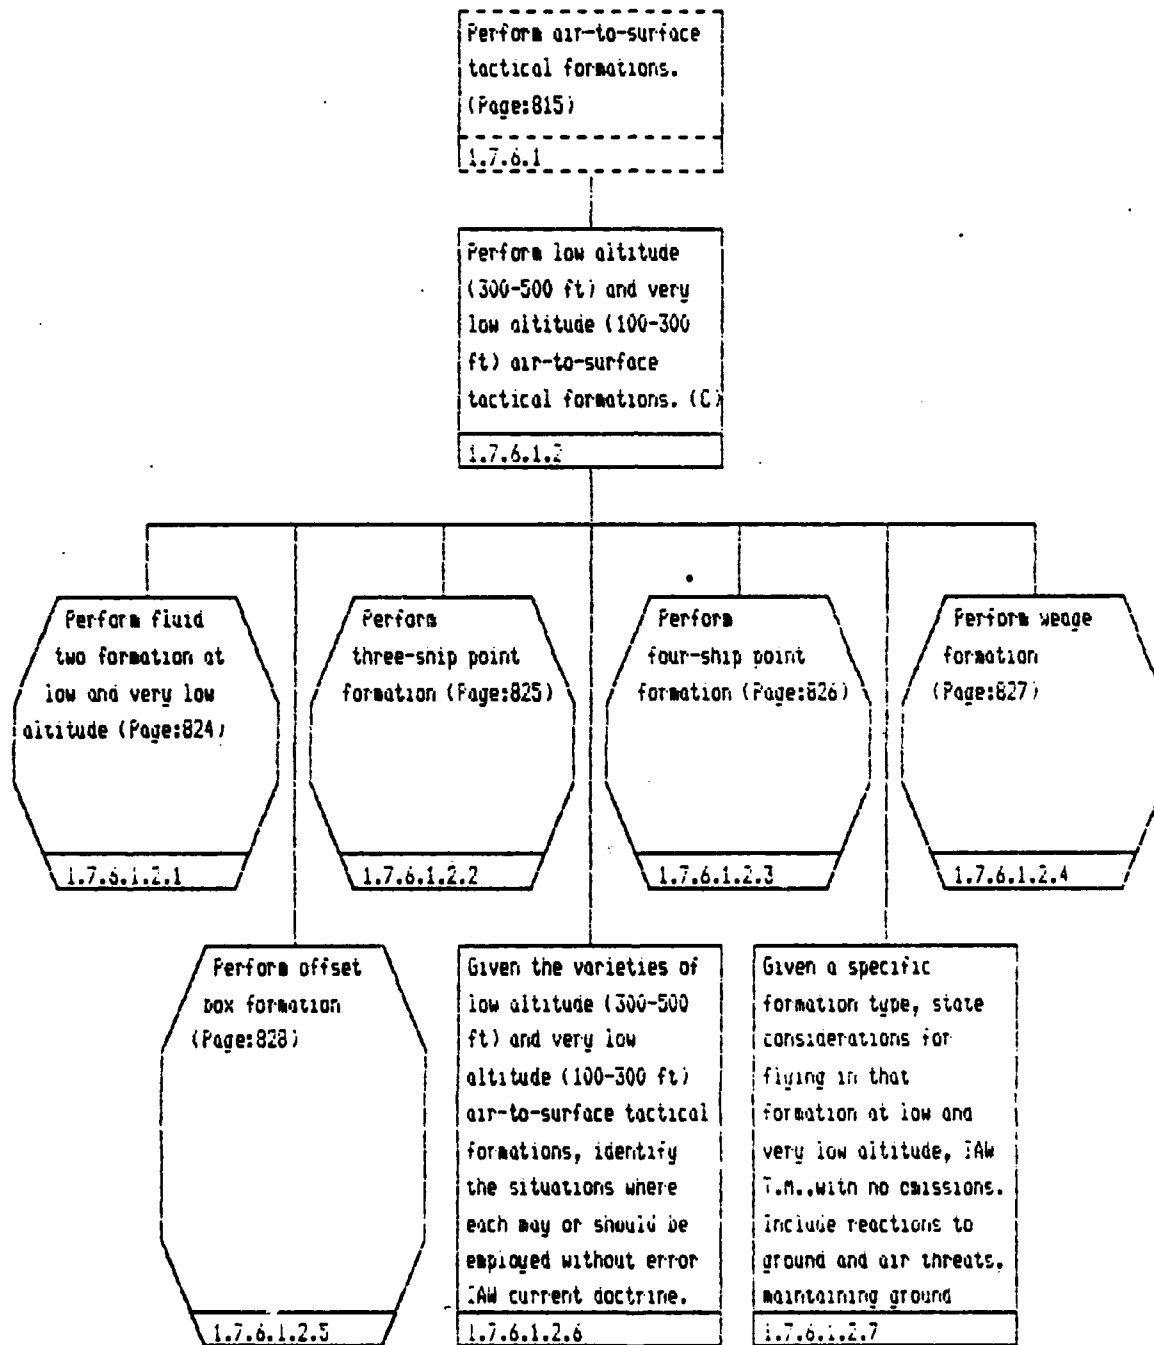 Perform air-to-surface
tactical formations.
(Page:815)
1.7.6.1
Perform low altitude
(300-500 ft) and very
low altitude (100-300
ft) air-to-surface
tactical formations. (C)
1.7.6.1.2
Perform fluid
two formation at
low and very low
altitude (Page:824)
1.7.6.1.2.1
Perform
three-ship point
formation (Page:825)
1.7.6.1.2.2
Perform
four-ship point
formation (Page:826)
1.7.6.1.2.3
Perform wedge
formation
(Page:827)
1.7.6.1.2.4
Perform offset
box formation
(Page:828)
1.7.6.1.2.5
Given the varieties of
low altitude (300-500
ft) and very low
altitude (100-300 ft)
air-to-surface tactical
formations, identify
the situations where
each may or should be
employed without error
IAW current doctrine.
1.7.6.1.2.6
Given a specific
formation type, state
considerations for
flying in that
formation at low and
very low altitude, IAW
T.M.,with no omissions.
Include reactions to
ground and air threats,
maintaining ground
1.7.6.1.2.7